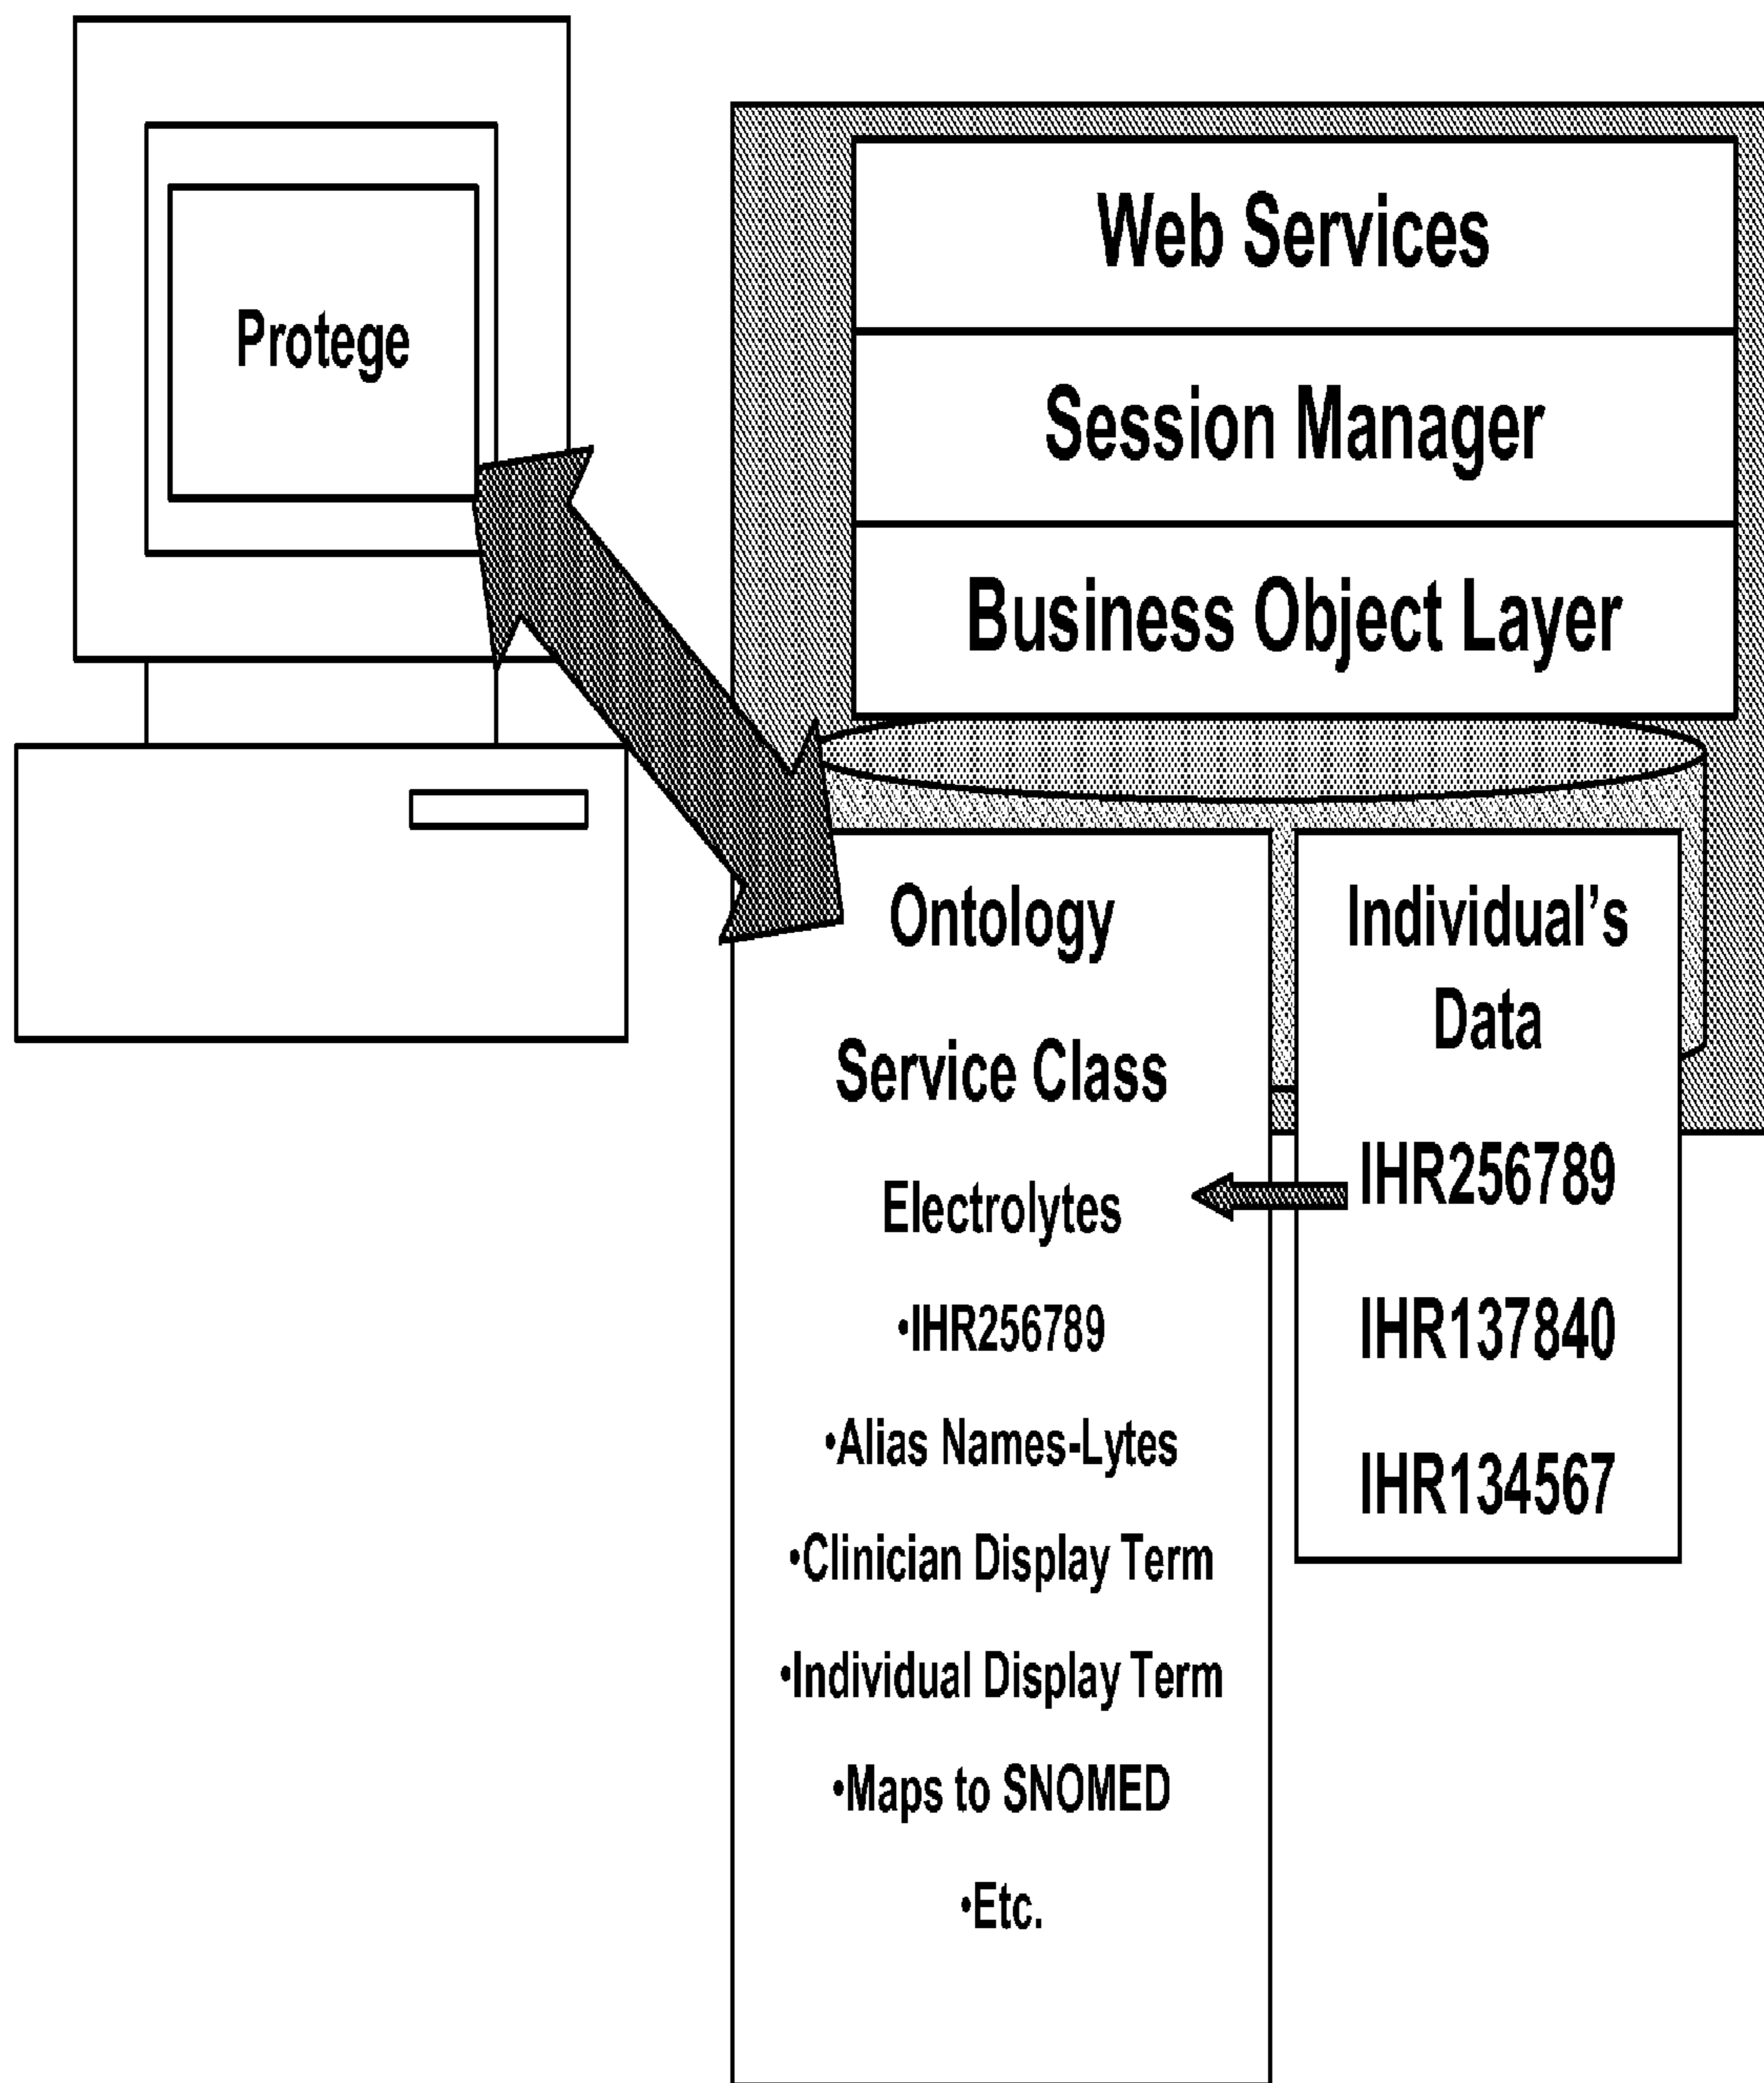 Protege
Web Services
Session Manager
Business Object Layer
Ontology
Service Class
Electrolytes
•IHR256789
•Alias Names-Lytes
•Clinician Display Term
•Individual Display Term
•Maps to SNOMED
•Etc.
Individual’s
Data
IHR256789
IHR137840
IHR134567